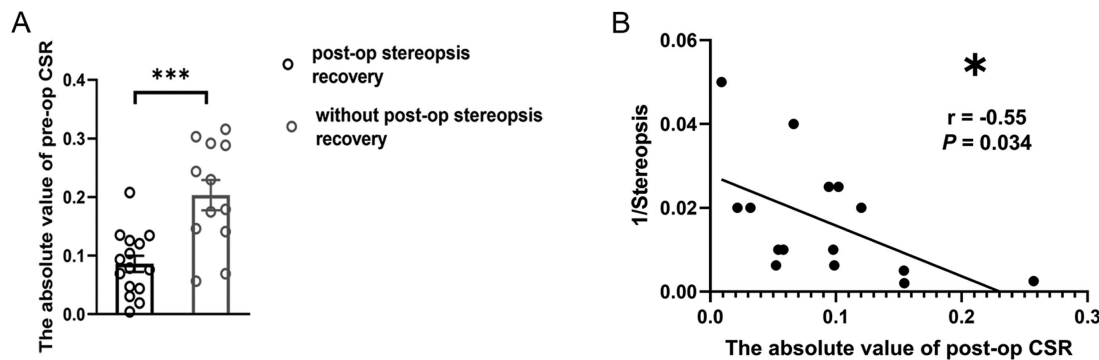 A
The absolute value of pre-op CSR
0.4
0.3
0.2
0.1
0.0
***
post-op stereopsis
recovery
without post-op stereopsis
recovery
B
1/Stereopsis
0.06
0.04
0.02
0.00
*
r = -0.55
P = 0.034
0.0 0.1 0.2 0.3
The absolute value of post-op CSR